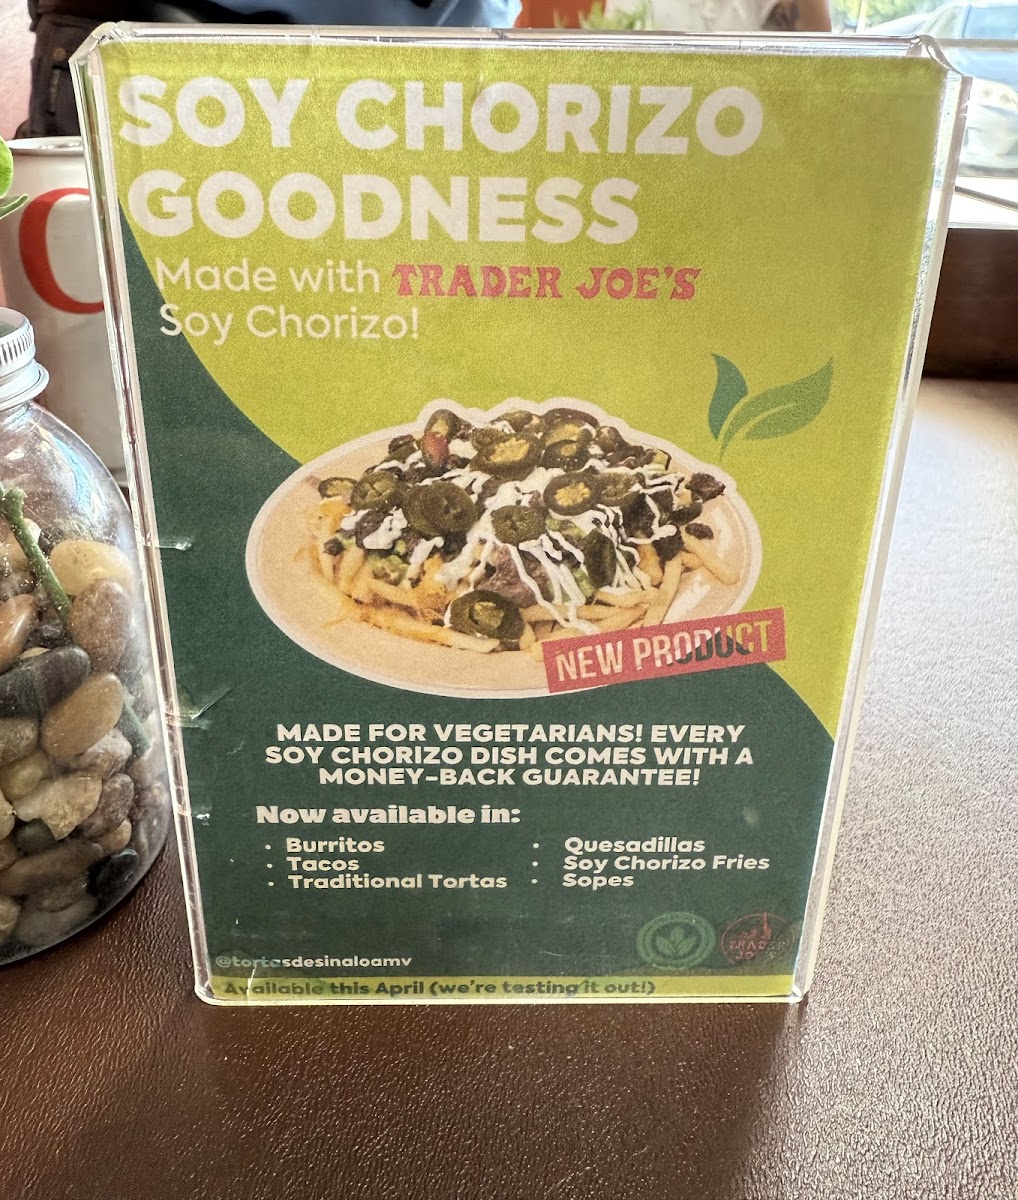 SOY CHORIZO
GOODNESS
Made with TRADER JOE'S
Soy Chorizo!
NEW PRODUCT
MADE FOR VEGETARIANS! EVERY
SOY CHORIZO DISH COMES WITH A
MONEY-BACK GUARANTEE!
Now available in:
• Burritos
• Tacos
• Traditional Tortas
• Quesadillas
• Soy Chorizo Fries
• Sopes
TRADER
JOE'S
@tortasdesinaloamv
Available this April (we're testing it out!)